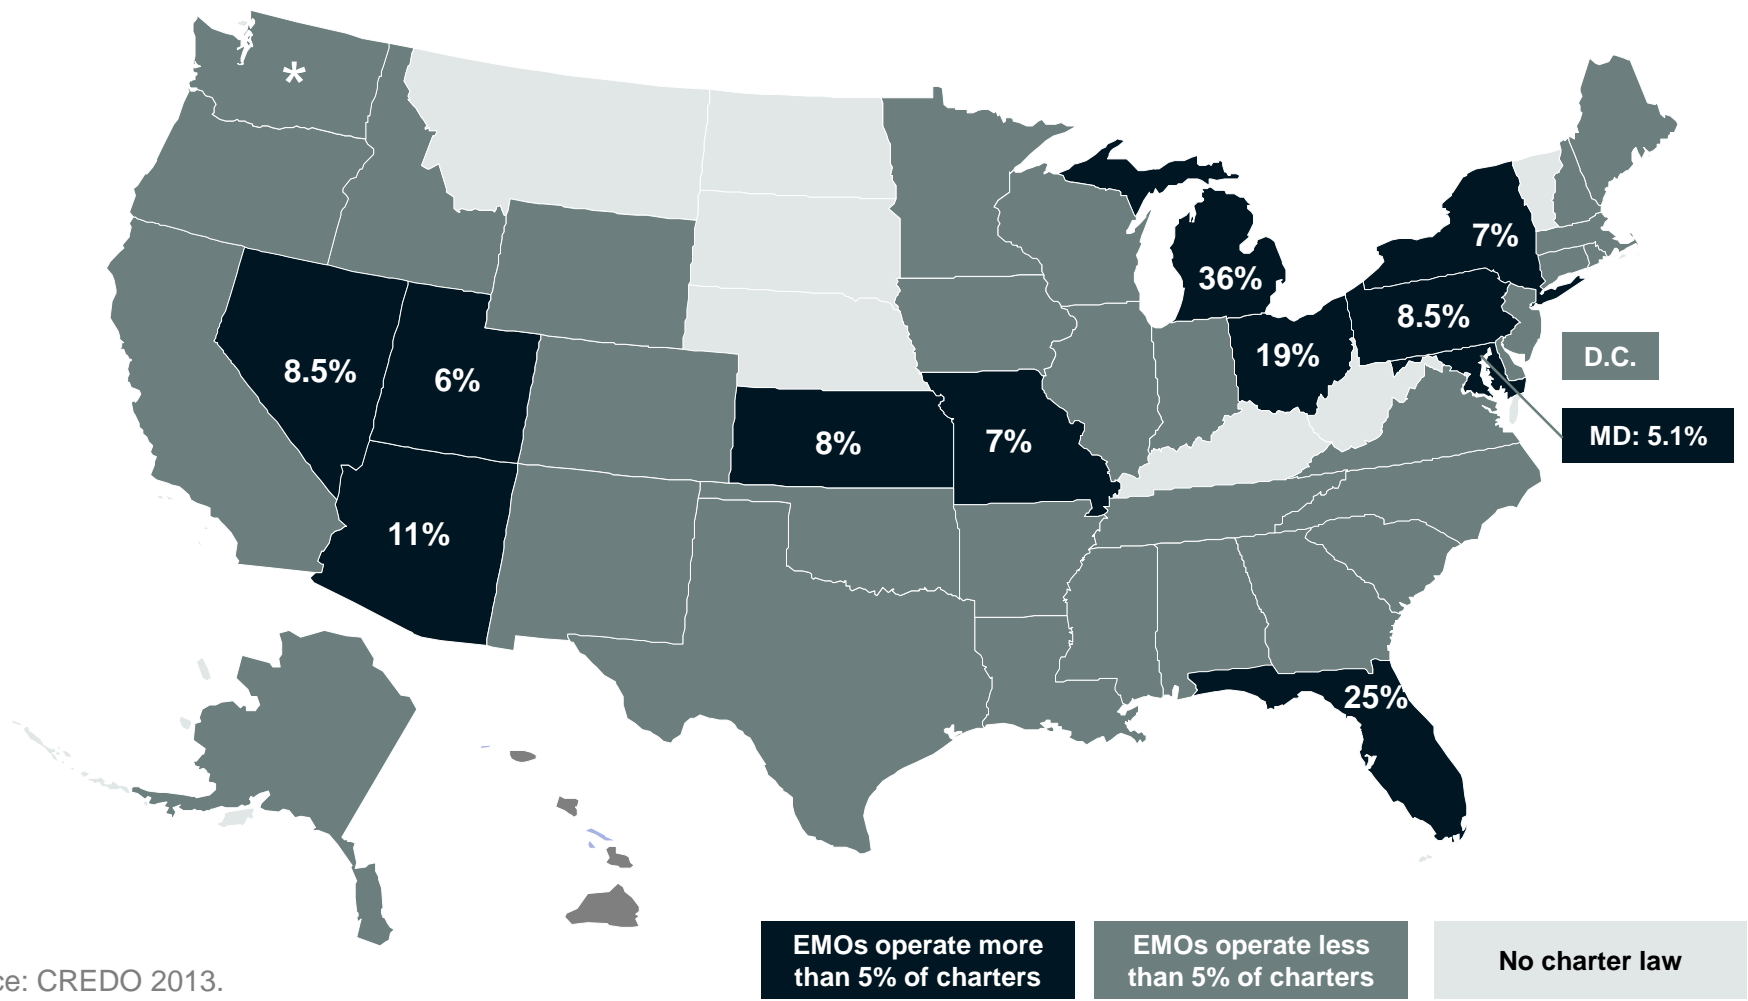 *
7%
36%
8.5%
19%
D.C.
8.5%
6%
MD: 5.1%
8%
7%
11%
25%
EMOs operate more
than 5% of charters
EMOs operate less
than 5% of charters
No charter law
ce: CREDO 2013.